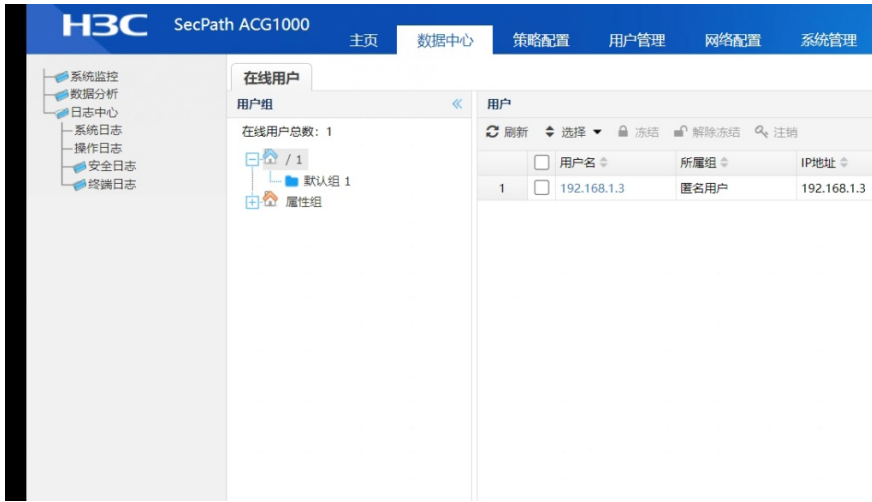 H3C SecPath ACG1000
主页 数据中心 策略配置 用户管理 网络配置 系统管理
系统监控
数据分析
日志中心
系统日志
操作日志
安全日志
终端日志
在线用户
用户组
在线用户总数：1
/ 1
默认组 1
属性组
用户
刷新 选择 冻结 解除冻结 注销
用户名 所属组 IP地址
1 192.168.1.3 匿名用户 192.168.1.3